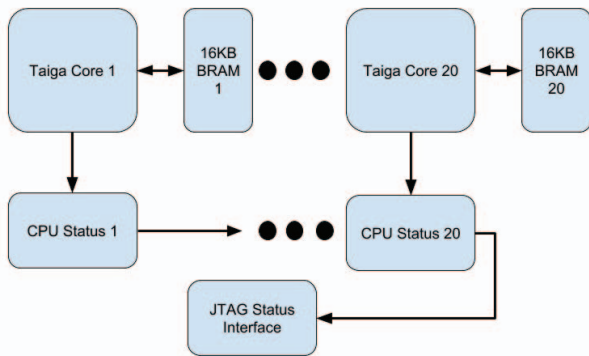 Taiga Core 1
16KB
BRAM
1
Taiga Core 20
16KB
BRAM
20
CPU Status 1
CPU Status 20
JTAG Status
Interface